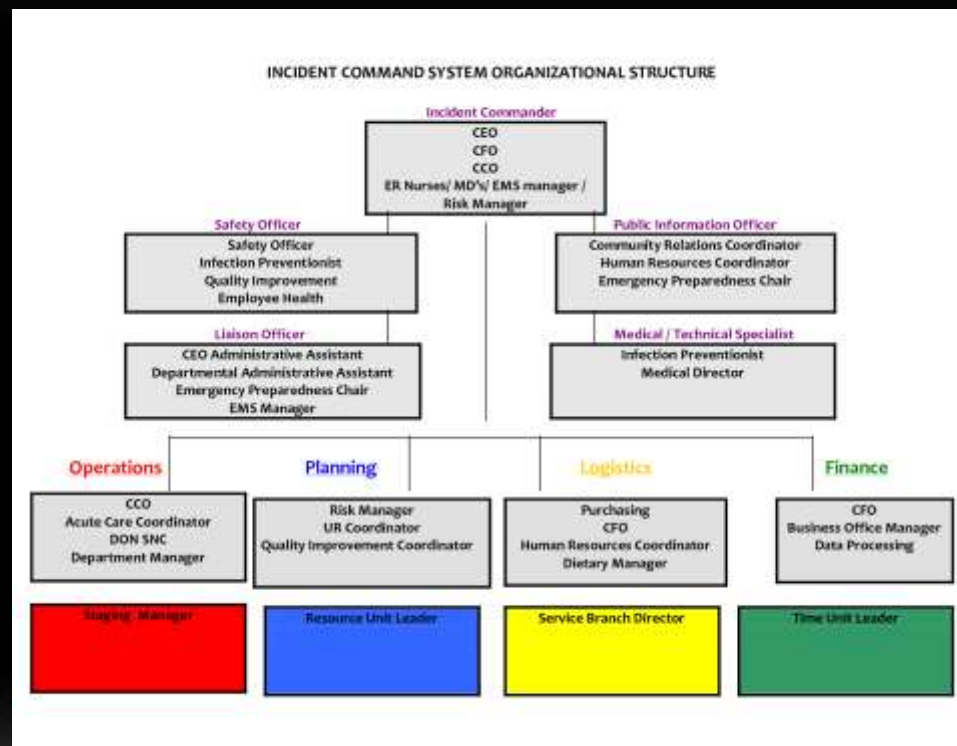 INCIDENT COMMAND SYSTEM ORGANIZATIONAL STRUCTURE
Incident Commander
CEO
CFO
CCO
ER Nurses/ MD's/ EMS manager /
Risk Manager
Safety Officer
Safety Officer
Infection Preventionist
Quality Improvement
Employee Health
Public Information Officer
Community Relations Coordinator
Human Resources Coordinator
Emergency Preparedness Chair
Liaison Officer
CEO Administrative Assistant
Departmental Administrative Assistant
Emergency Preparedness Chair
EMS Manager
Medical / Technical Specialist
Infection Preventionist
Medical Director
Operations
CCO
Acute Care Coordinator
DON SNC
Department Manager
Planning
Risk Manager
UR Coordinator
Quality Improvement Coordinator
Logistics
Purchasing
CFO
Human Resources Coordinator
Dietary Manager
Finance
CFO
Business Office Manager
Data Processing
Staging Manager
Resource Unit Leader
Service Branch Director
Time Unit Leader